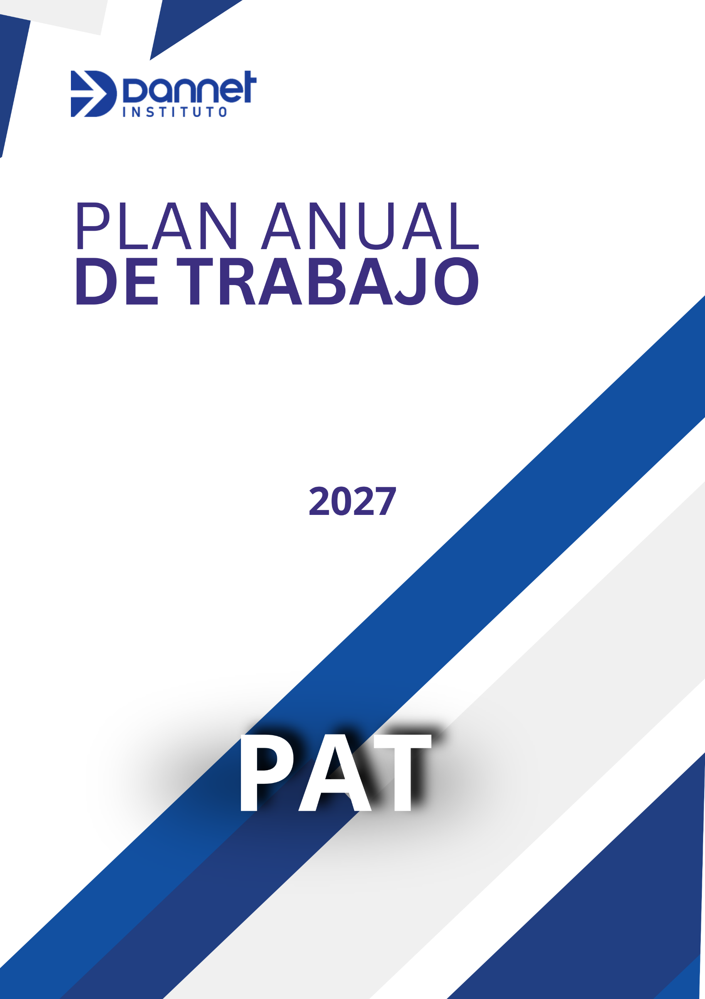 Dannet
INSTITUTO
PLAN ANUAL
DE TRABAJO
2027
PAT